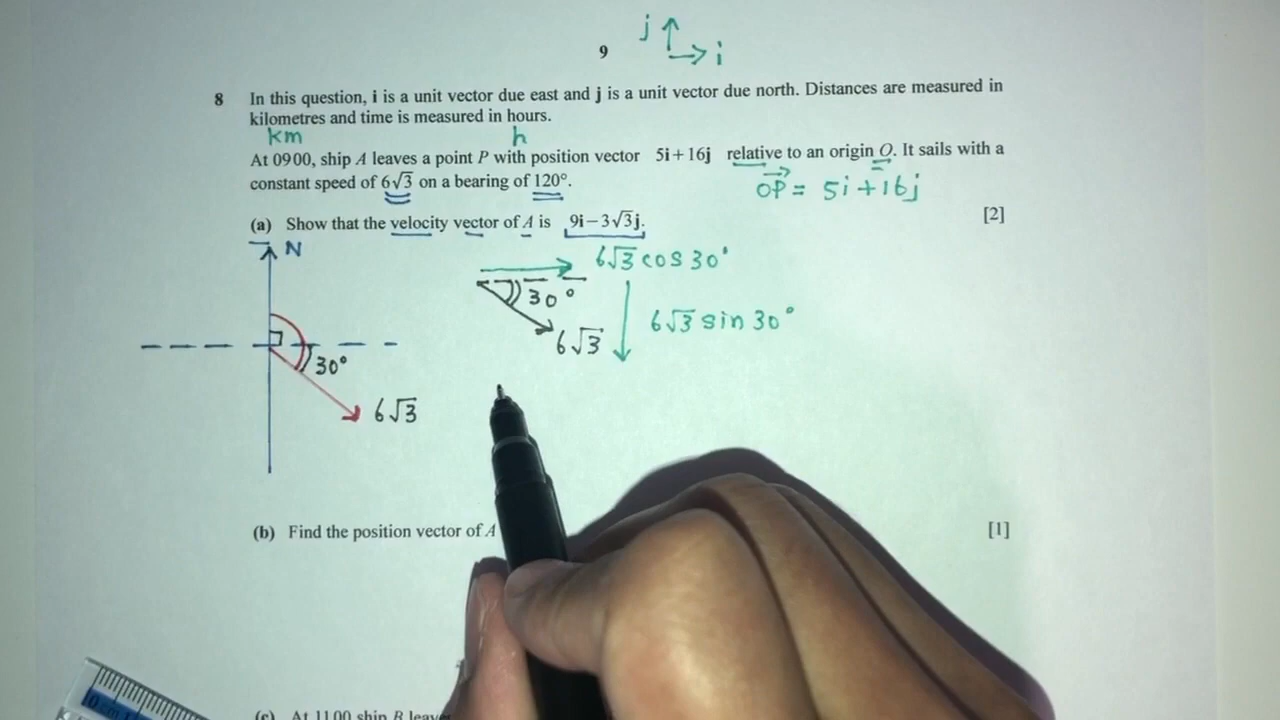 j
9
i
8 In this question, i is a unit vector due east and j is a unit vector due north. Distances are measured in
kilometres and time is measured in hours.
km h
At 0900, ship A leaves a point P with position vector 5i+16j relative to an origin O. It sails with a
constant speed of 6√3 on a bearing of 120°.
OP = 5i+16j
(a) Show that the velocity vector of A is 9i−3√3j. [2]
N
6√3 cos 30°
30°
6√3 sin 30°
6√3
30°
6√3
(b) Find the position vector of A [1]
(c) At 1100 ship B